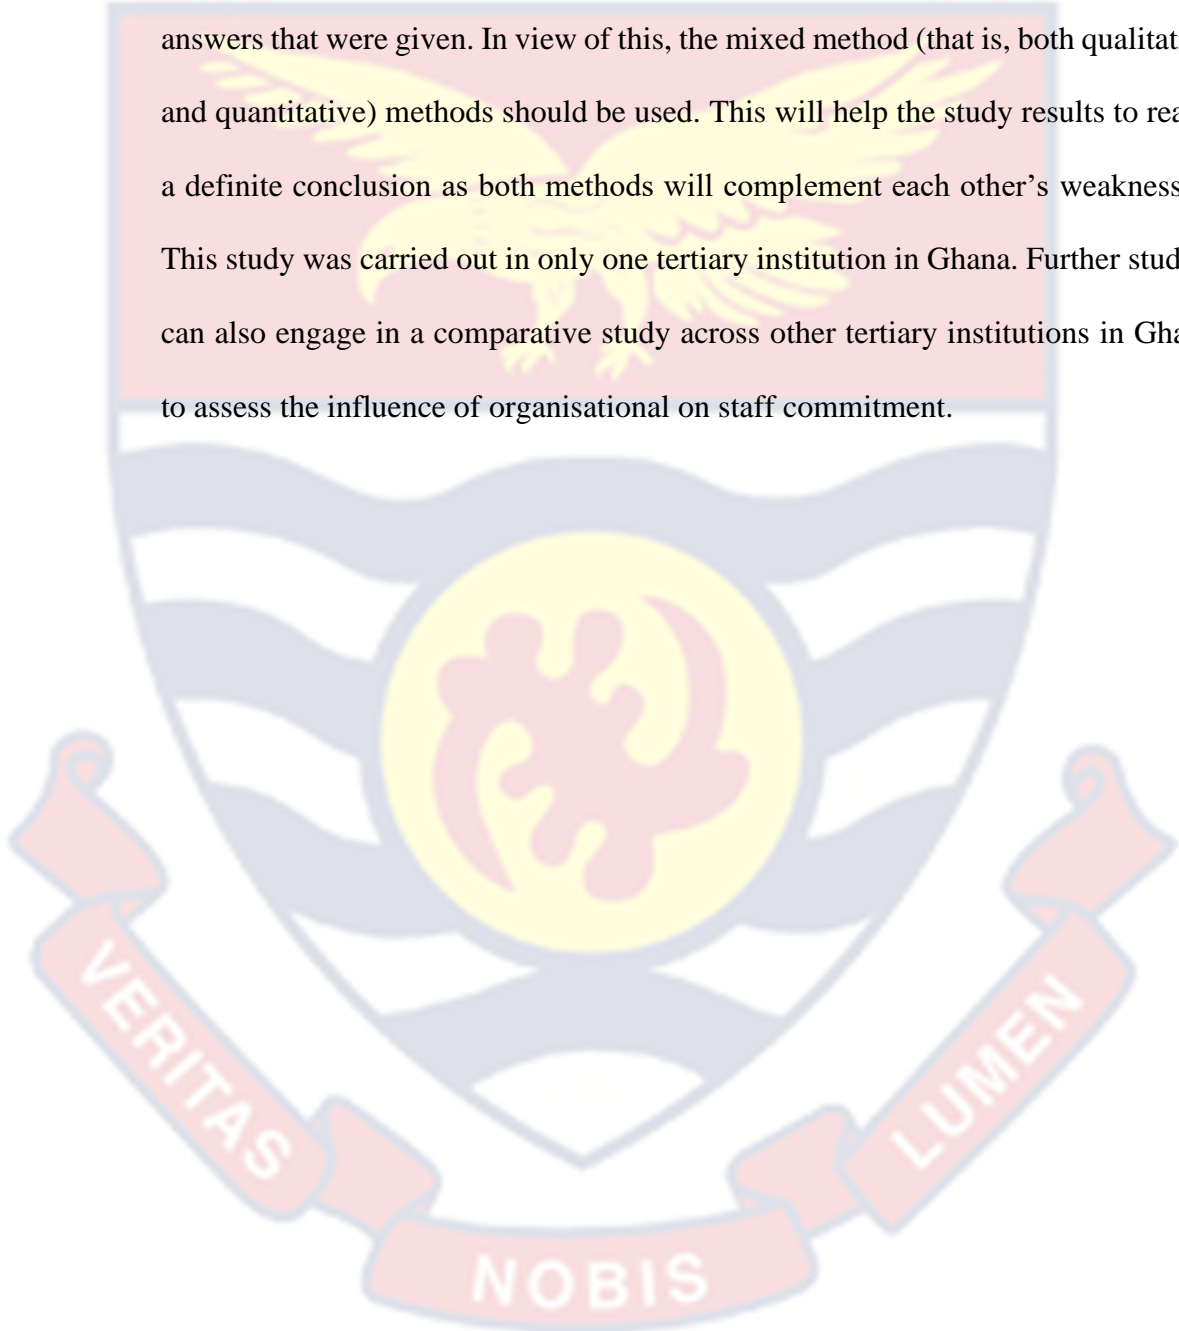 answers that were given. In view of this, the mixed method (that is, both qualitati
and quantitative) methods should be used. This will help the study results to rea
a definite conclusion as both methods will complement each other’s weakness
This study was carried out in only one tertiary institution in Ghana. Further stud
can also engage in a comparative study across other tertiary institutions in Gha
to assess the influence of organisational on staff commitment.
VERITAS
NOBIS
LUMEN